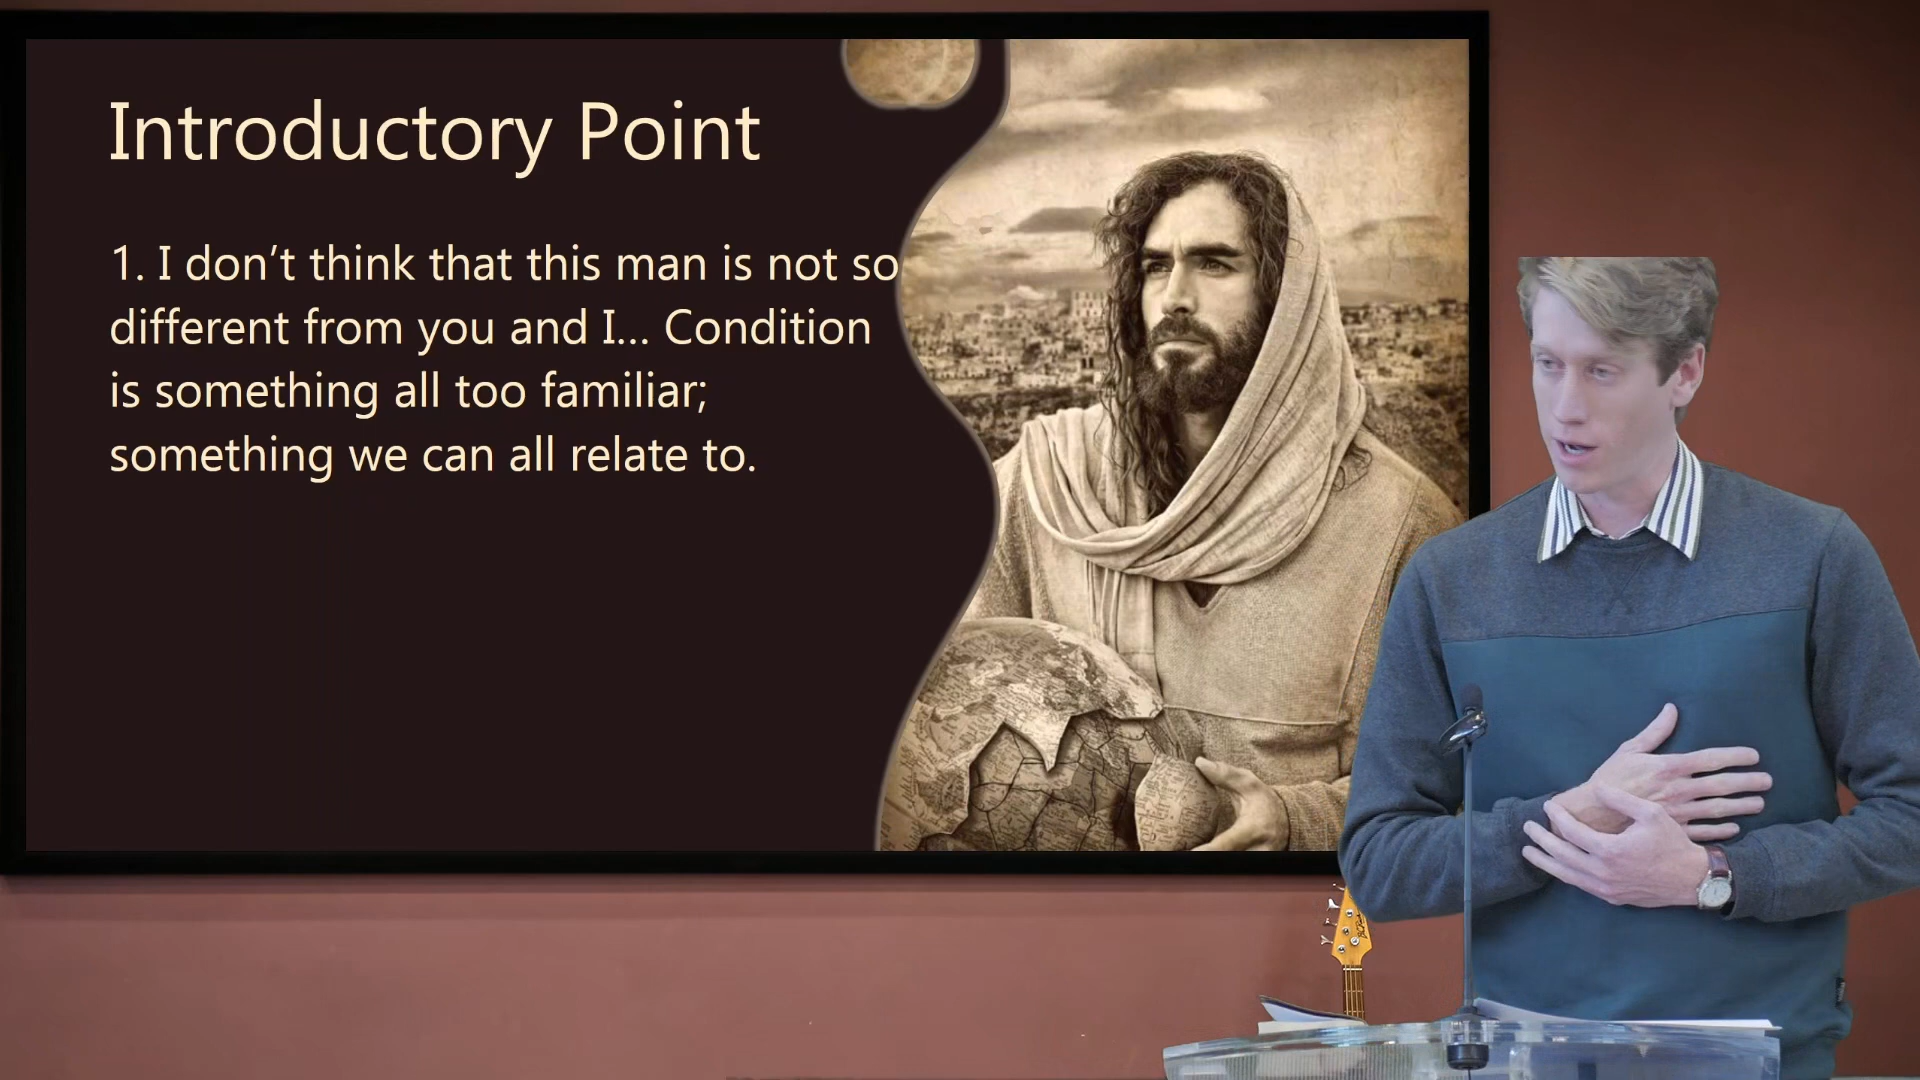 Introductory Point
1. I don’t think that this man is not so
different from you and I... Condition
is something all too familiar;
something we can all relate to.